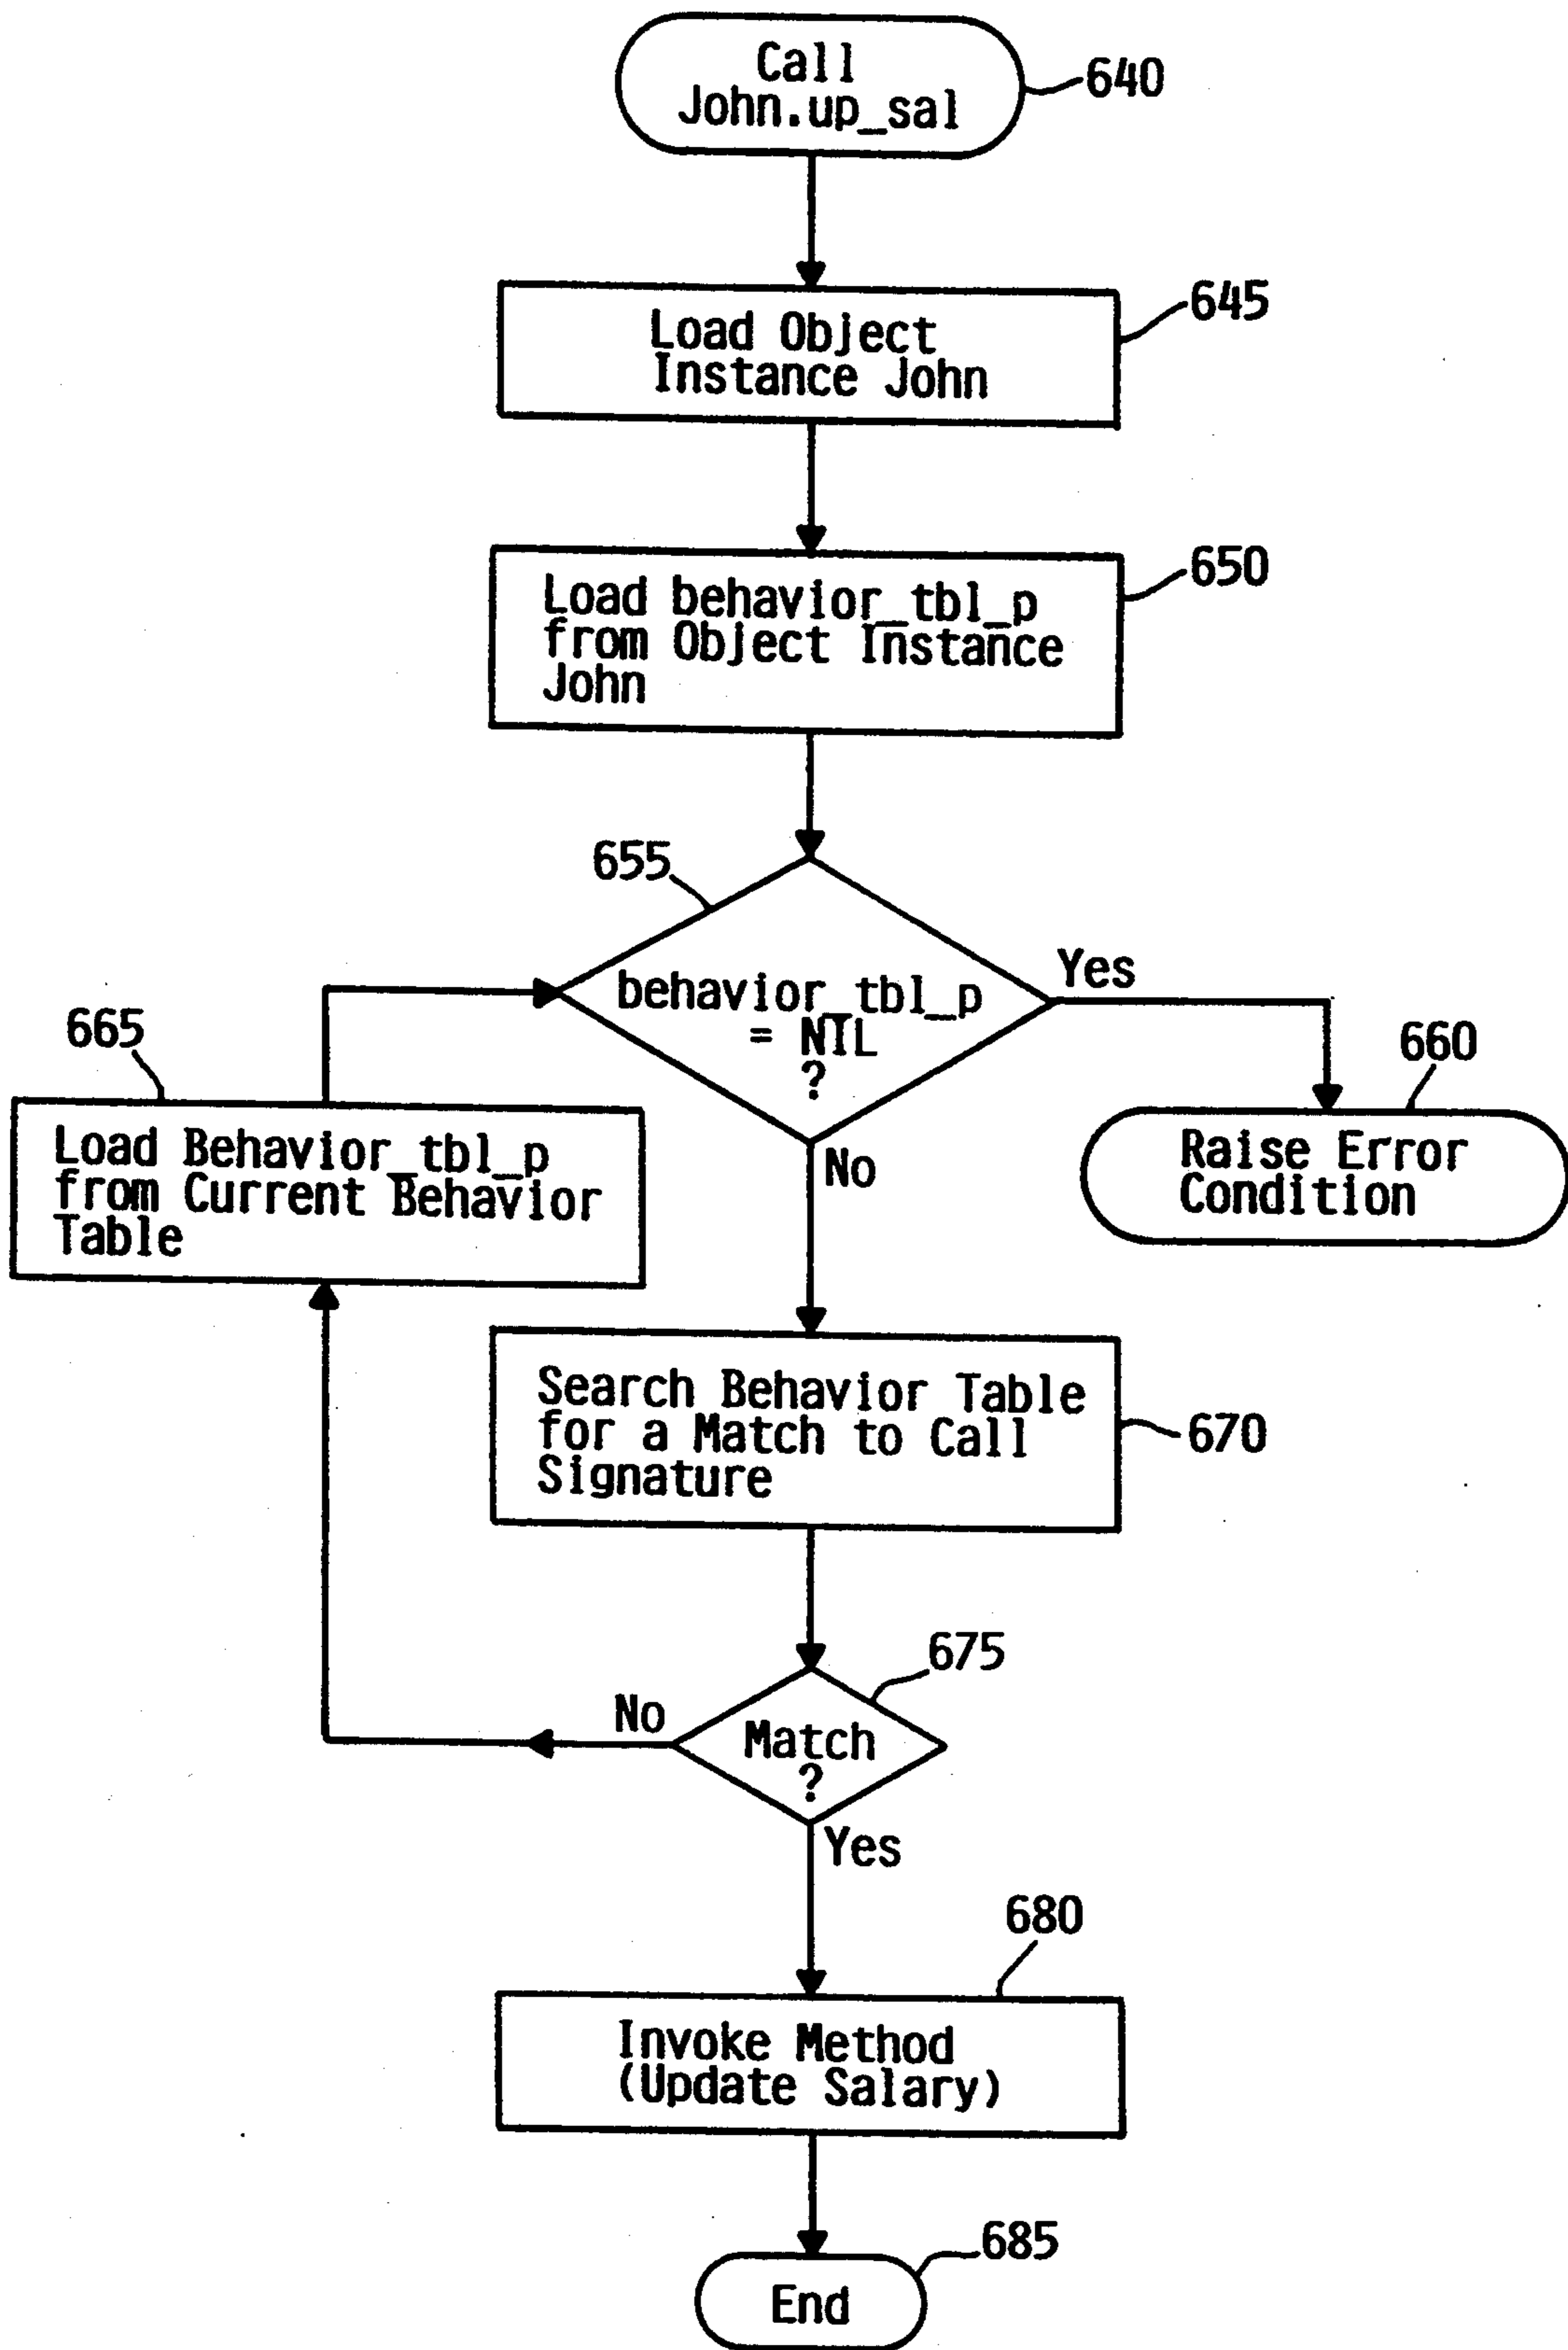 Call
John.up_sal
640
Load Object
Instance John
645
Load behavior_tbl_p
from Object Instance
John
650
655
behavior_tbl_p
= NIL
?
Yes
No
660
Raise Error
Condition
665
Load Behavior_tbl_p
from Current Behavior
Table
Search Behavior Table
for a Match to Call
Signature
670
675
Match
?
No
Yes
680
Invoke Method
(Update Salary)
685
End